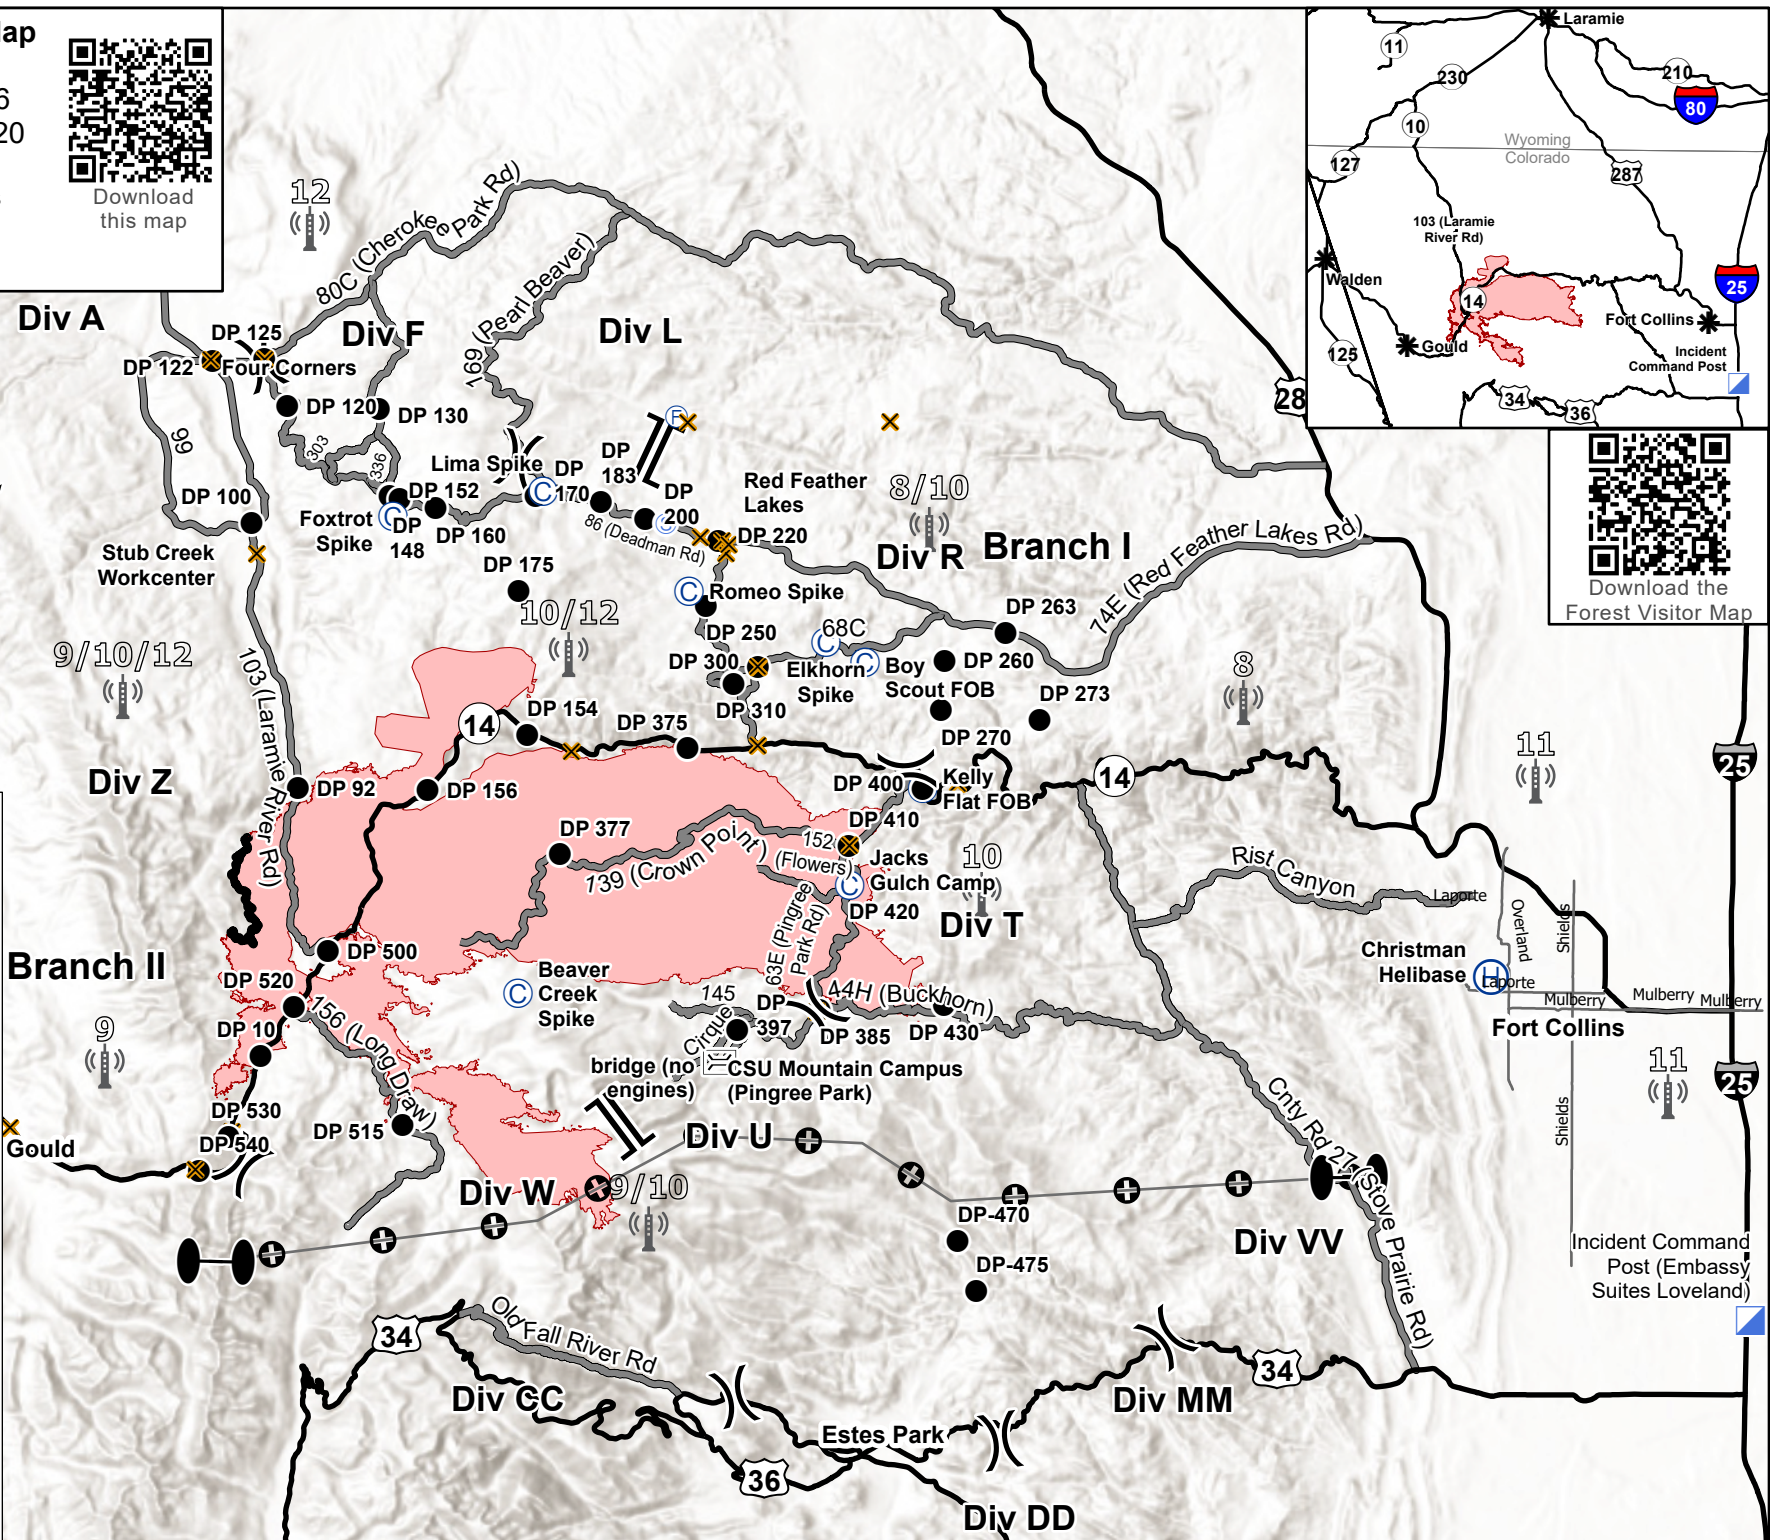 Map
6
20
Download
this map
12
80C (Cherokee Park Rd)
169 (Pearl Beaver)
Div A
Div F
Div L
DP 125
DP 122
Four Corners
DP 120
DP 130
99
303
336
Lima Spike
DP
170
DP
183
DP
200
DP 100
DP 152
DP 160
Foxtrot
Spike
DP
148
86 (Deadman Rd)
DP 220
Red Feather
Lakes
8/10
Div R
Branch I
74E (Red Feather Lakes Rd)
Stub Creek
Workcenter
DP 175
10/12
Romeo Spike
DP 250
68C
DP 263
DP 260
DP 300
Elkhorn
Spike
Boy
Scout FOB
DP 273
8
DP 310
DP 270
9/10/12
103 (Laramie River Rd)
14
DP 154
DP 375
Div Z
DP 92
DP 156
DP 400
Kelly
Flat FOB
14
11
25
DP 377
139 (Crown Point)
152
(Flowers)
DP 410
Jacks
Gulch Camp
10
DP 420
Div T
Rist Canyon
Laporte
Overland
Shields
63E (Pingree
Park Rd)
Branch II
DP 500
DP 520
Beaver
Creek
Spike
145
DP
397
44H (Buckhorn)
DP 385
DP 430
Christman
Helibase
Laporte
Mulberry
Mulberry
Mulberry
Fort Collins
9
DP 10
156 (Long Draw)
Cirque
bridge (no
engines)
CSU Mountain Campus
(Pingree Park)
11
25
DP 530
DP 540
DP 515
Gould
Div U
Cnty Rd 27 (Stove Prairie Rd)
Shields
Div W
9/10
DP-470
DP-475
Div VV
Incident Command
Post (Embassy
Suites Loveland)
34
Old Fall River Rd
34
Div CC
Div MM
Estes Park
36
Div DD
28
Laramie
11
230
210
80
10
Wyoming
Colorado
127
287
103 (Laramie
River Rd)
Walden
14
25
Fort Collins
Gould
125
Incident
Command Post
34
36
Download the
Forest Visitor Map
C
C
C
C
C
C
C
C
F
H